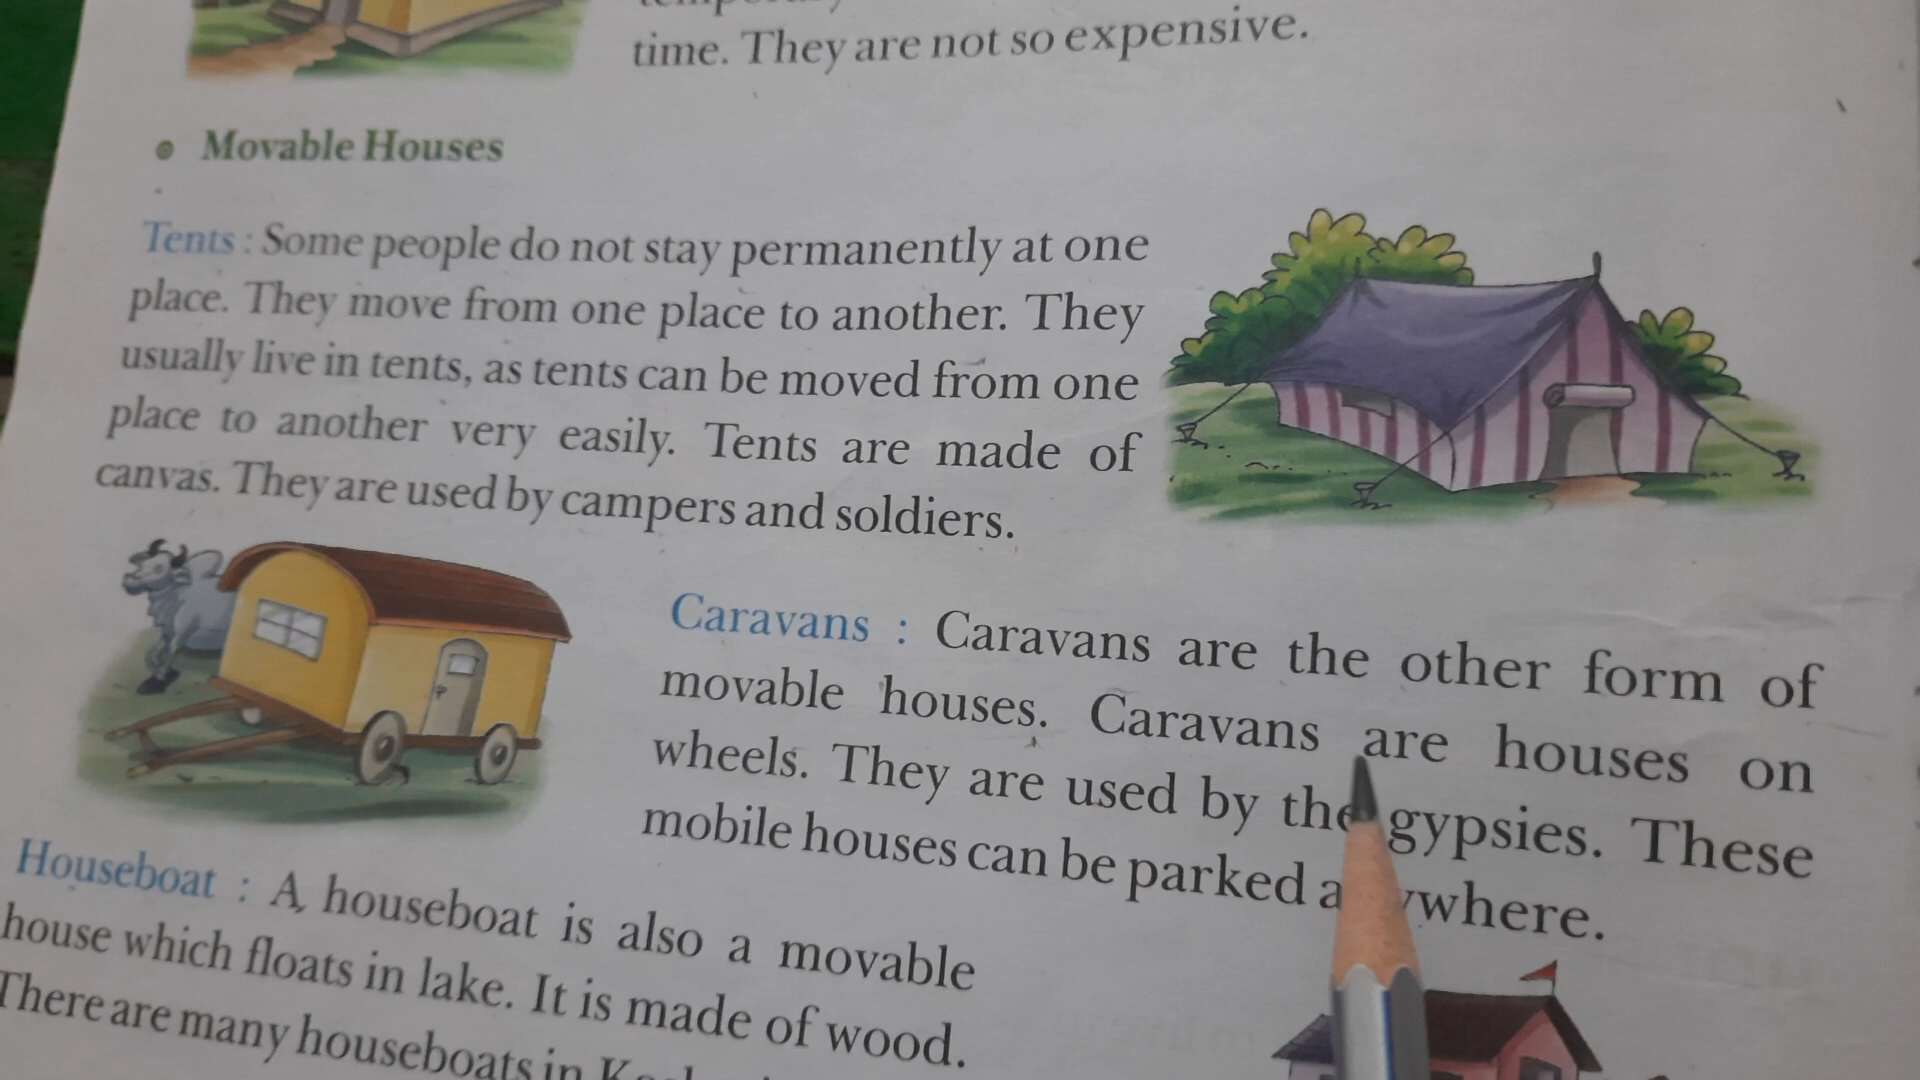 time. They are not so expensive.
• Movable Houses
Tents : Some people do not stay permanently at one
place. They move from one place to another. They
usually live in tents, as tents can be moved from one
place to another very easily. Tents are made of
canvas. They are used by campers and soldiers.
Caravans : Caravans are the other form of
movable houses. Caravans are houses on
wheels. They are used by the gypsies. These
mobile houses can be parked
Houseboat : A houseboat is also a movable
house which floats in lake. It is made of wood.
There are many houseboats in